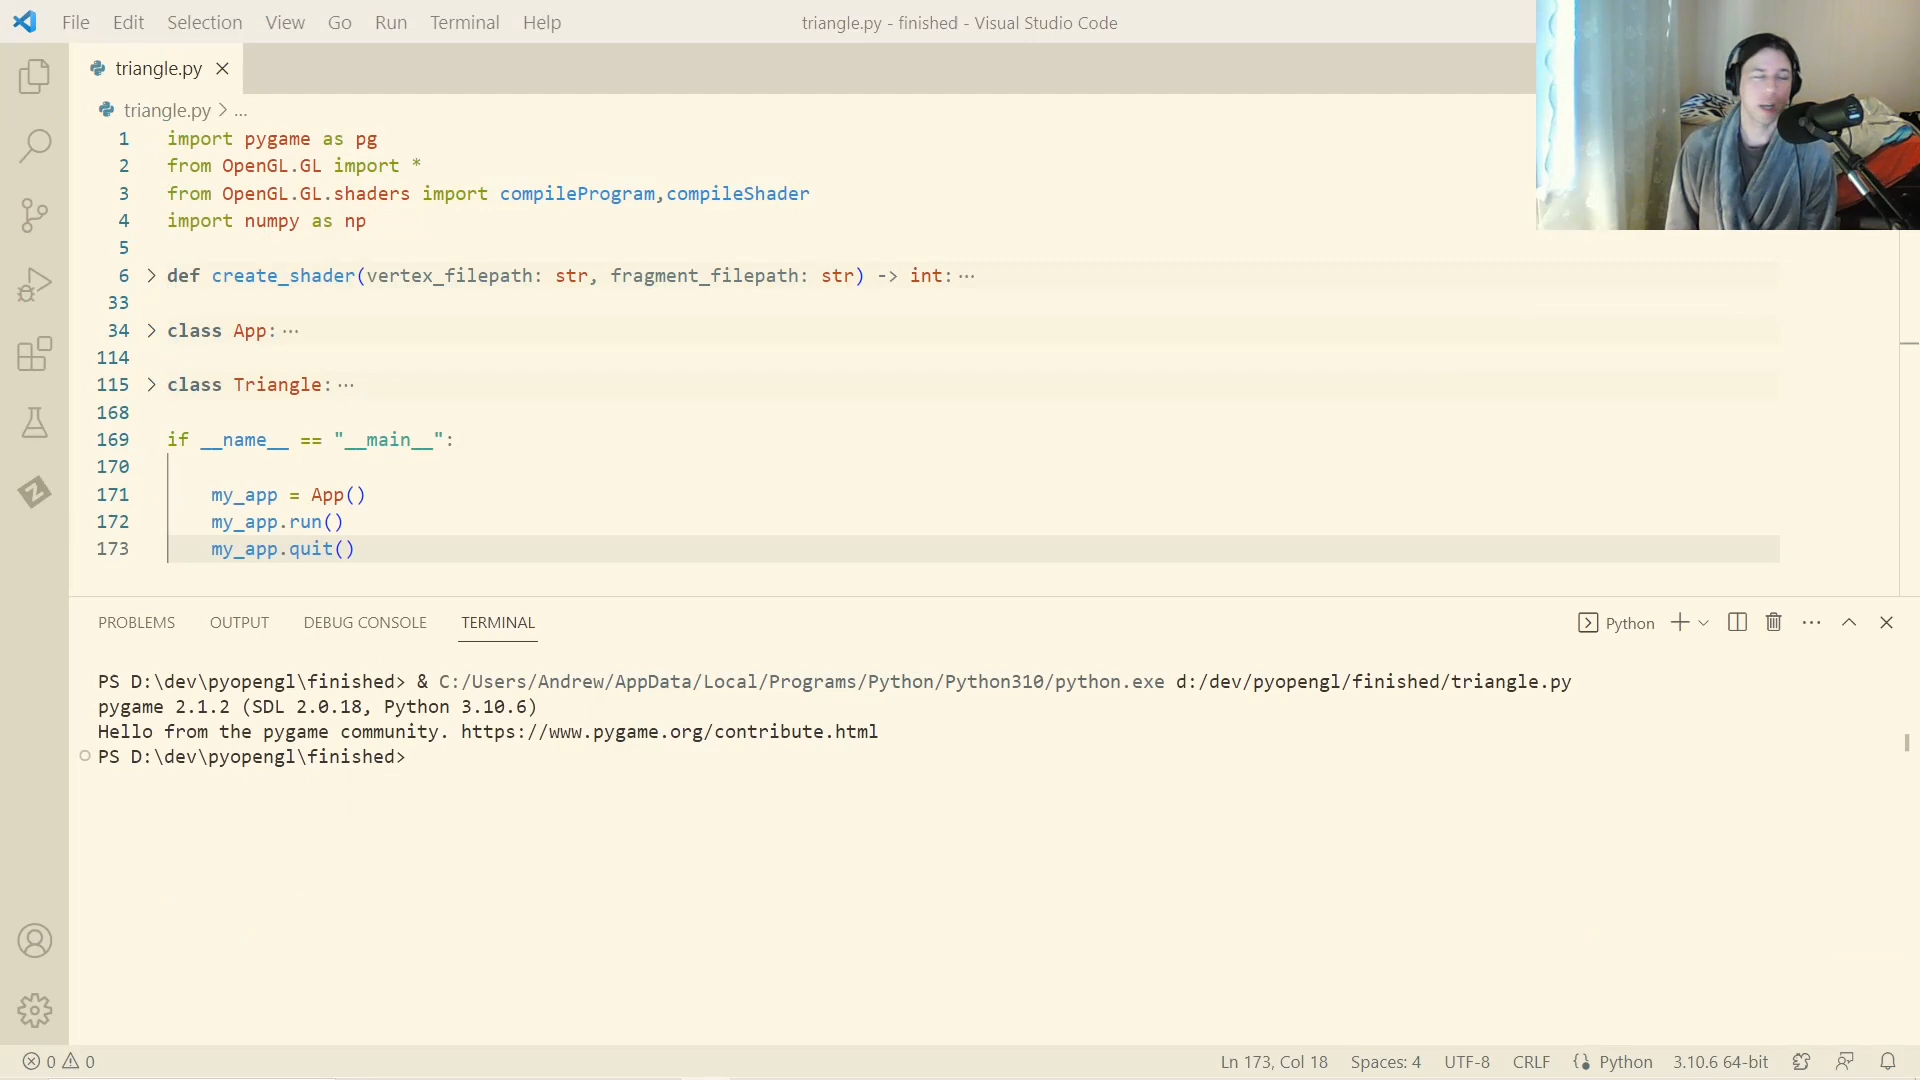 File Edit Selection View Go Run Terminal Help
triangle.py - finished - Visual Studio Code
triangle.py
triangle.py > ...
1 import pygame as pg
2 from OpenGL.GL import *
3 from OpenGL.GL.shaders import compileProgram,compileShader
4 import numpy as np
5
6 > def create_shader(vertex_filepath: str, fragment_filepath: str) -> int:···
33
34 > class App:···
114
115 > class Triangle:···
168
169 if __name__ == "__main__":
170
171 my_app = App()
172 my_app.run()
173 my_app.quit()
PROBLEMS OUTPUT DEBUG CONSOLE TERMINAL
Python
PS D:\dev\pyopengl\finished> & C:/Users/Andrew/AppData/Local/Programs/Python/Python310/python.exe d:/dev/pyopengl/finished/triangle.py
pygame 2.1.2 (SDL 2.0.18, Python 3.10.6)
Hello from the pygame community. https://www.pygame.org/contribute.html
PS D:\dev\pyopengl\finished>
0 0
Ln 173, Col 18 Spaces: 4 UTF-8 CRLF Python 3.10.6 64-bit